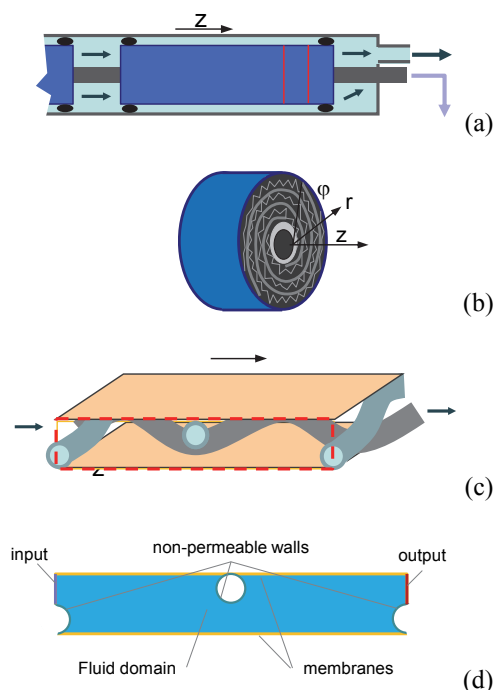 z
(a)
φ
r
z
(b)
z
(c)
input
non-permeable walls
output
Fluid domain
membranes
(d)